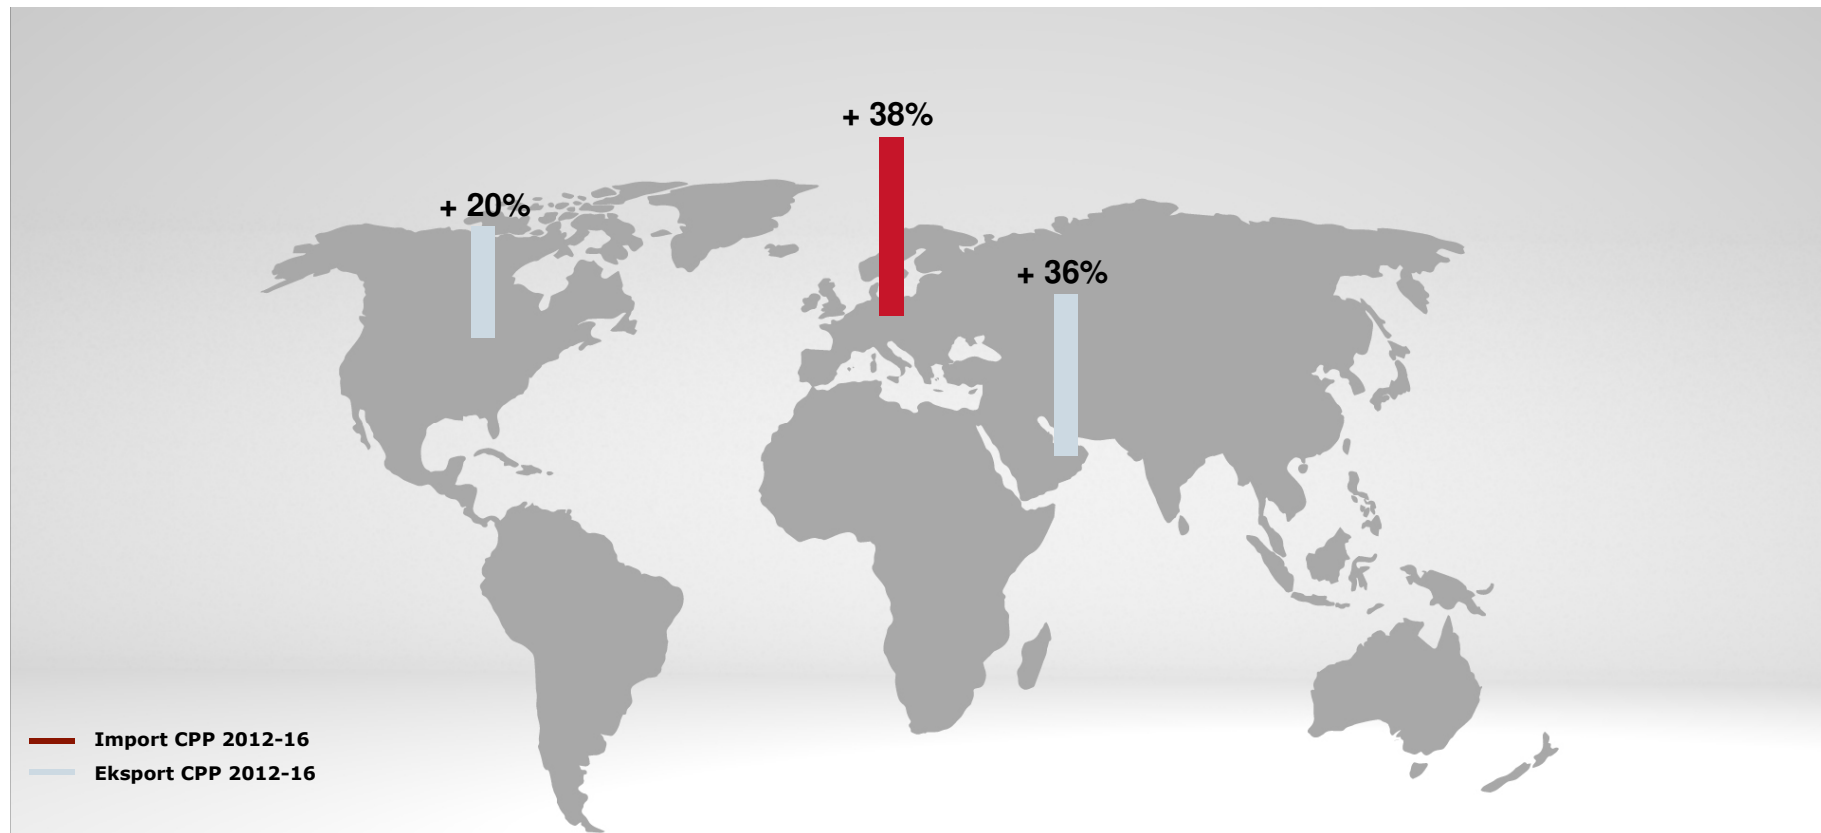 + 38%
+ 20%
+ 36%
Import CPP 2012-16
Eksport CPP 2012-16